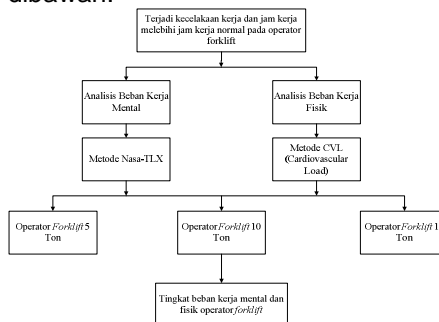 dibawah:
Terjadi kecelakaan kerja dan jam kerja
melebihi jam kerja normal pada operator
forklift
Analisis Beban Kerja
Mental
Analisis Beban Kerja
Fisik
Metode Nasa-TLX
Metode CVL
(Cardiovascular
Load)
Operator Forklift 5
Ton
Operator Forklift 10
Ton
Operator Forklift 1
Ton
Tingkat beban kerja mental dan
fisik operator forklift